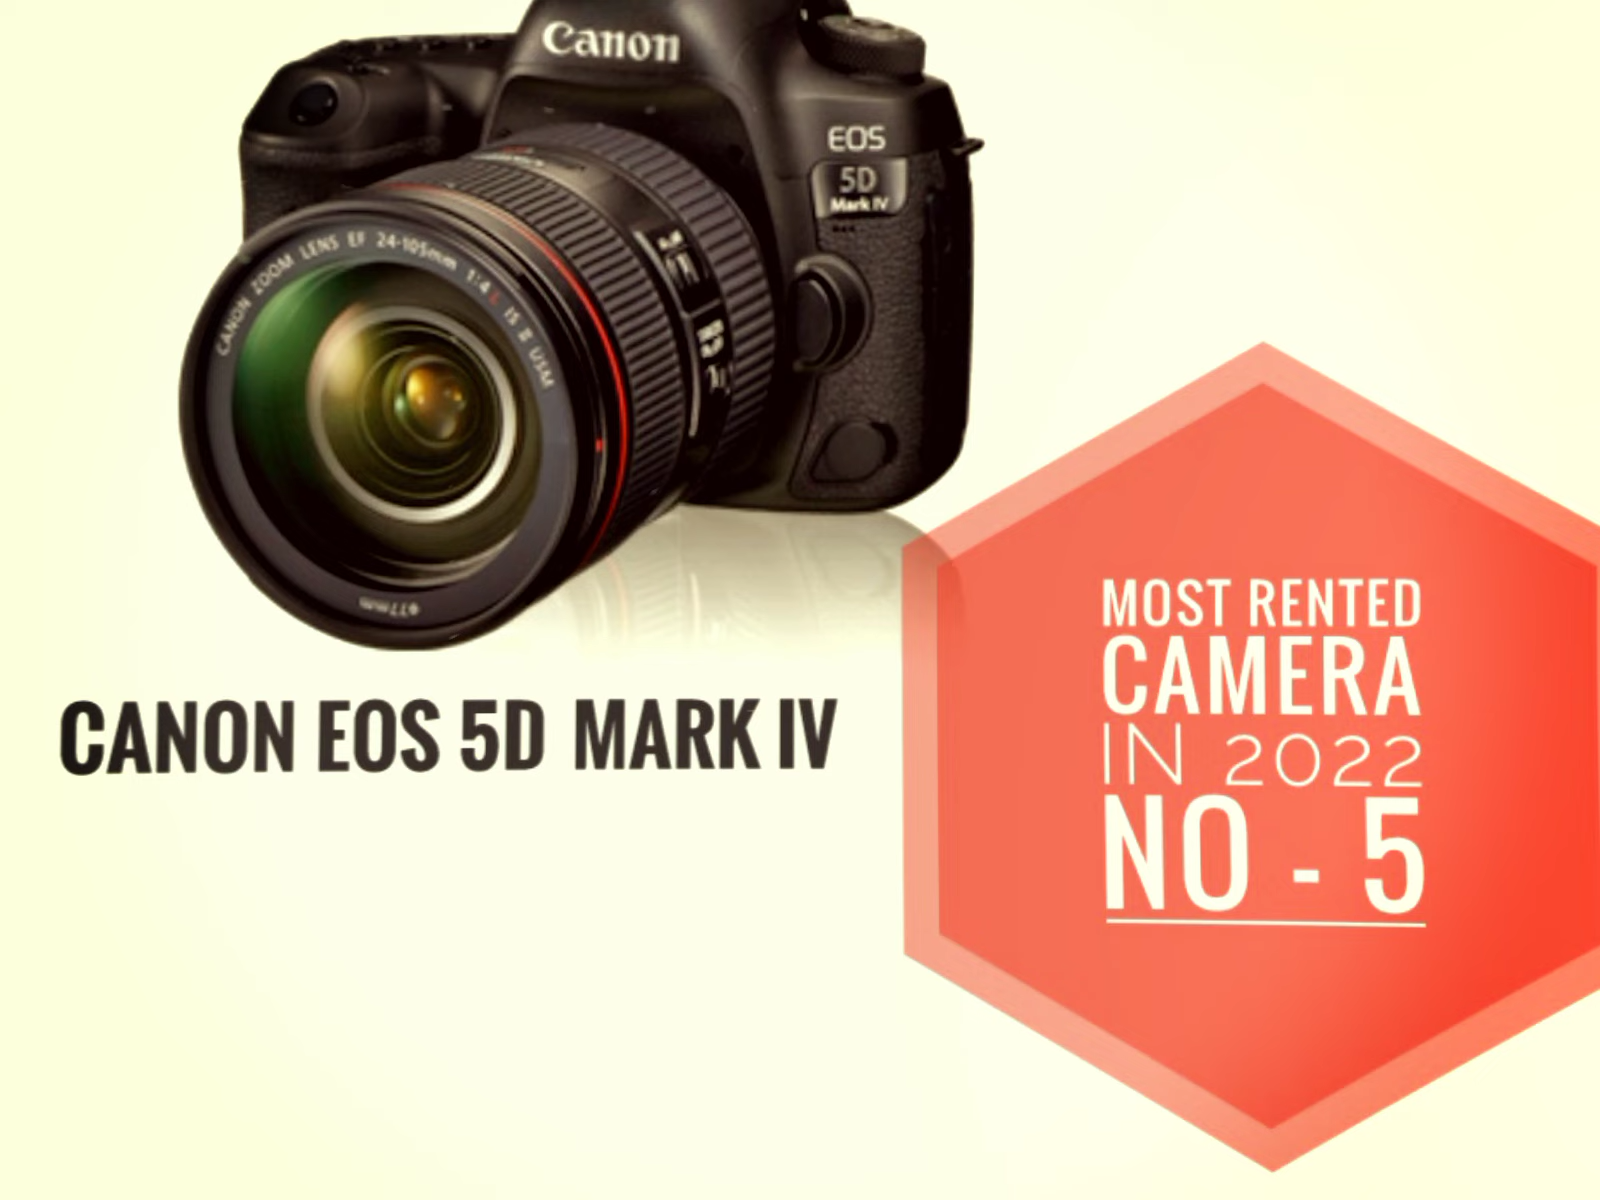 Canon
EOS
5D
Mark IV
CANON ZOOM LENS EF 24-105mm 1:4 L IS II USM
ø77mm
CANON EOS 5D MARK IV
MOST RENTED
CAMERA
IN 2022
NO - 5